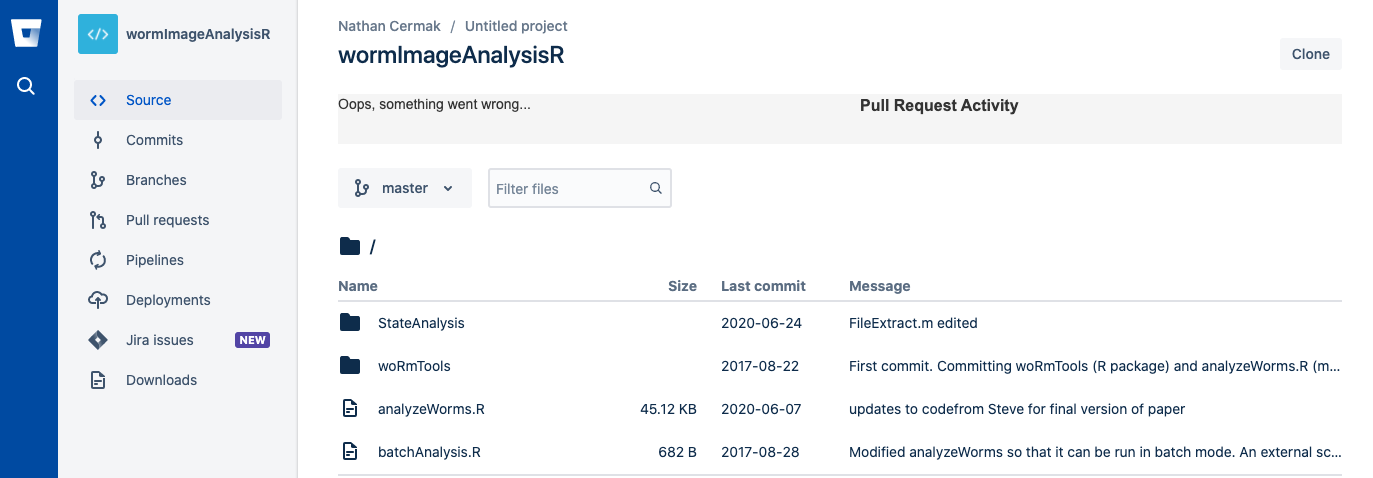 wormImageAnalysisR
Source
Commits
Branches
Pull requests
Pipelines
Deployments
Jira issues NEW
Downloads
Nathan Cermak / Untitled project
wormImageAnalysisR
Clone
Oops, something went wrong...
Pull Request Activity
master
Filter files
/
Name Size Last commit Message
StateAnalysis 2020-06-24 FileExtract.m edited
woRmTools 2017-08-22 First commit. Committing woRmTools (R package) and analyzeWorms.R (m...
analyzeWorms.R 45.12 KB 2020-06-07 updates to codefrom Steve for final version of paper
batchAnalysis.R 682 B 2017-08-28 Modified analyzeWorms so that it can be run in batch mode. An external sc...